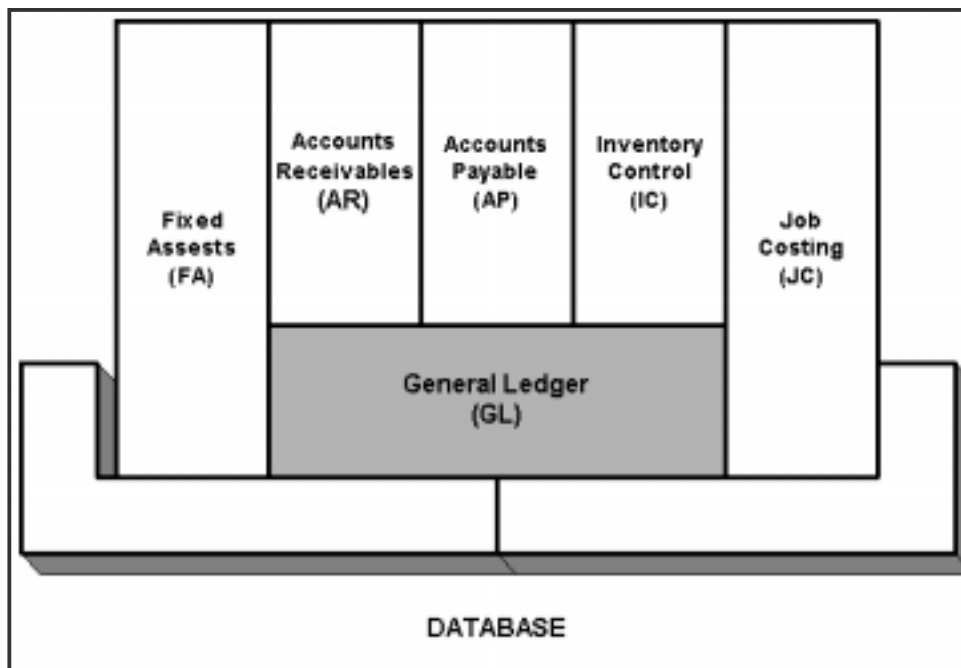 Accounts
Receivables
(AR)
Accounts
Payable
(AP)
Inventory
Control
(IC)
Fixed
Assests
(FA)
Job
Costing
(JC)
General Ledger
(GL)
DATABASE